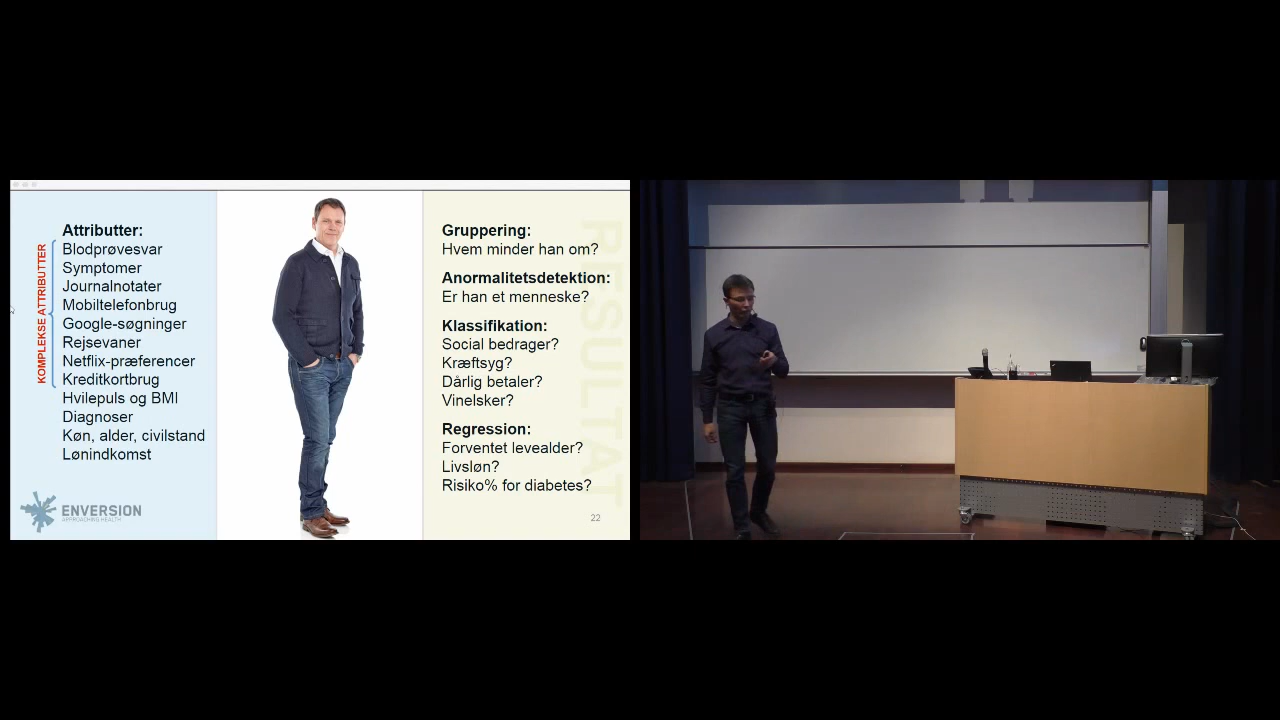 KOMPLEKSE ATTRIBUTTER
Attributter:
Blodprøvesvar
Symptomer
Journalnotater
Mobiltelefonbrug
Google-søgninger
Rejsevaner
Netflix-præferencer
Kreditkortbrug
Hvilepuls og BMI
Diagnoser
Køn, alder, civilstand
Lønindkomst
ENVERSION
APPROACHING HEALTH
RESULTAT
Gruppering:
Hvem minder han om?
Anormalitetsdetektion:
Er han et menneske?
Klassifikation:
Social bedrager?
Kræftsyg?
Dårlig betaler?
Vinelsker?
Regression:
Forventet levealder?
Livsløn?
Risiko% for diabetes?
22